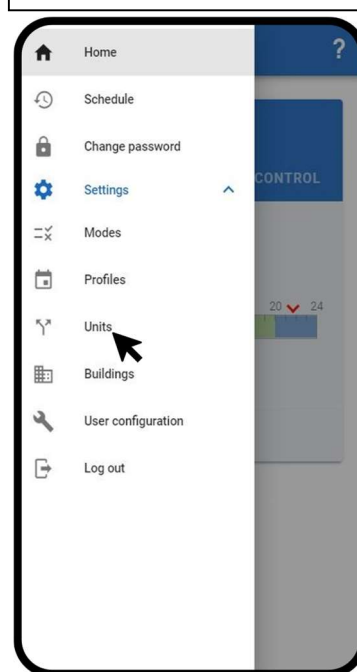 Home
?
Schedule
Change password
CONTROL
Settings
Modes
Profiles
20 24
Units
Buildings
User configuration
Log out